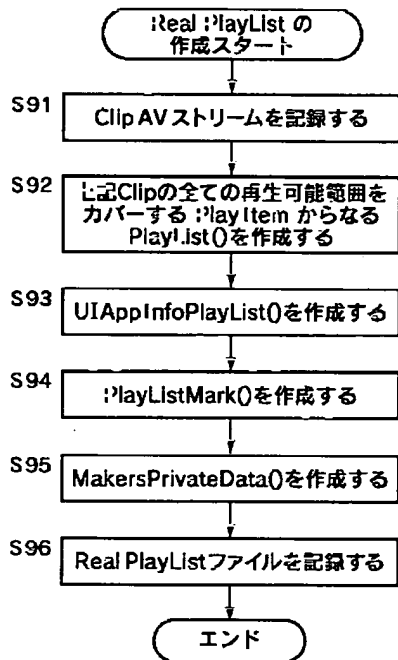 Real PlayList の
作成スタート
S91
Clip AV ストリームを記録する
S92
上記Clipの全ての再生可能範囲を
カバーする PlayItem からなる
PlayList()を作成する
S93
UIAppInfoPlayList()を作成する
S94
PlayListMark()を作成する
S95
MakersPrivateData()を作成する
S96
Real PlayListファイルを記録する
エンド